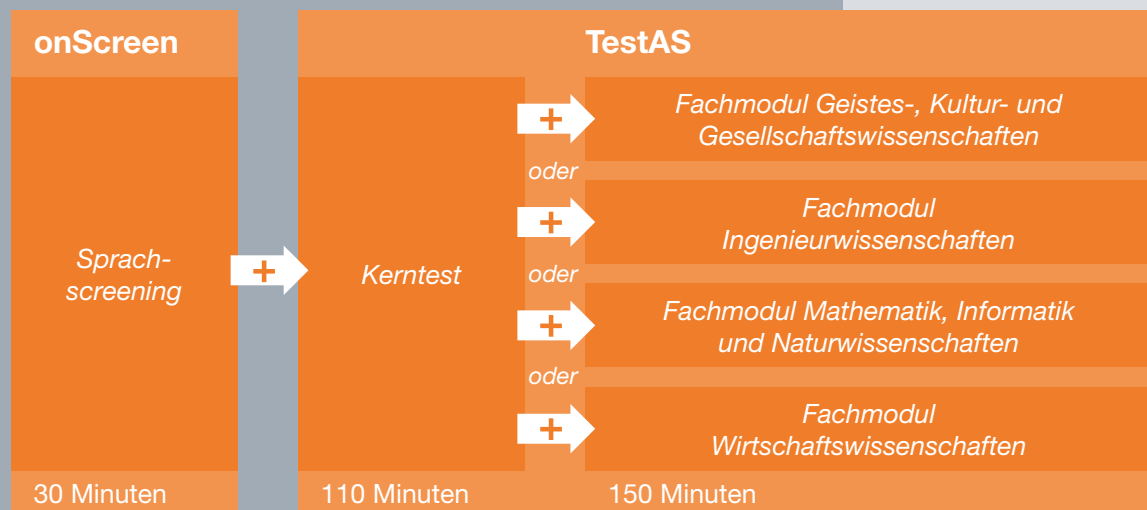 onScreen
TestAS
Sprach-
screening
+
Kerntest
+
Fachmodul Geistes-, Kultur- und
Gesellschaftswissenschaften
oder
+
Fachmodul
Ingenieurwissenschaften
oder
+
Fachmodul Mathematik, Informatik
und Naturwissenschaften
oder
+
Fachmodul
Wirtschaftswissenschaften
30 Minuten
110 Minuten
150 Minuten